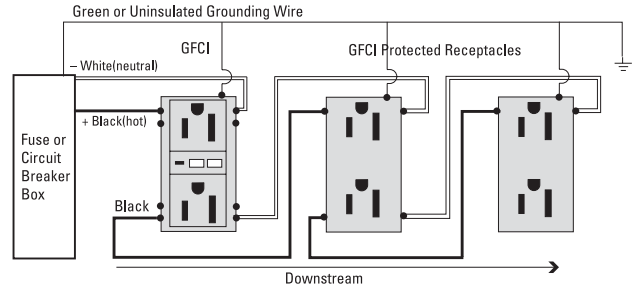 Green or Uninsulated Grounding Wire
GFCI
GFCI Protected Receptacles
– White(neutral)
+ Black(hot)
Fuse or
Circuit
Breaker
Box
Black
Downstream